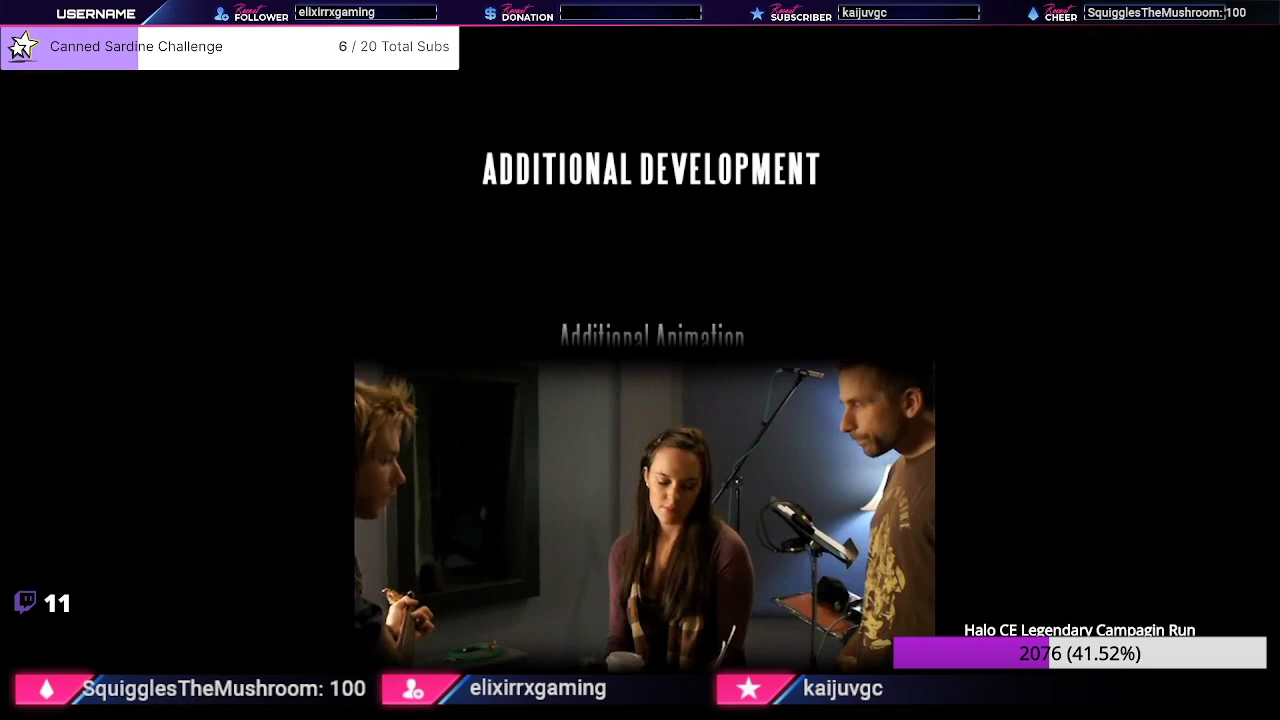 USERNAME
Recent FOLLOWER elixirrxgaming
Recent DONATION
Recent SUBSCRIBER kaijuvgc
Recent CHEER SquigglesTheMushroom: 100
Canned Sardine Challenge 6 / 20 Total Subs
ADDITIONAL DEVELOPMENT
Additional Animation
11
Halo CE Legendary Campagin Run
2076 (41.52%)
SquigglesTheMushroom: 100 elixirrxgaming kaijuvgc